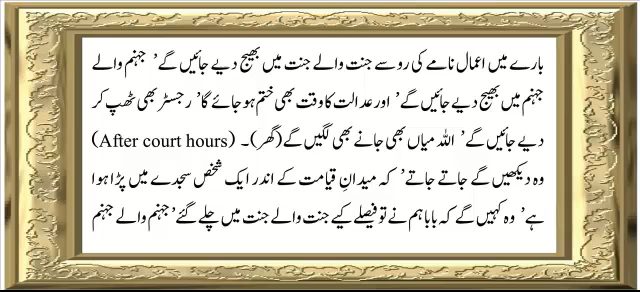 بارے میں اعمال نامے کی رو سے جنت والے جنت میں بھیج دیے جائیں گے’ جہنم والے
جہنم میں بھیج دیے جائیں گے’ اور عدالت کا وقت بھی ختم ہو جائے گا’ رجسٹر بھی ٹھپ کر
دیے جائیں گے’ اللہ میاں بھی جانے بھی لگیں گے (گھر)۔ (After court hours)
وہ دیکھیں گے جاتے جاتے’ کہ میدانِ قیامت کے اندر ایک شخص سجدے میں پڑا ہوا
ہے’ وہ کہیں گے کہ بابا ہم نے تو فیصلے کیے جنت والے جنت میں چلے گئے’ جہنم والے جہنم